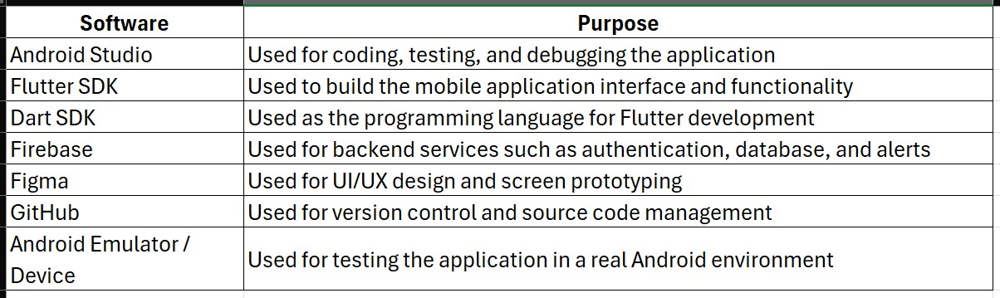 Software Purpose
Android Studio Used for coding, testing, and debugging the application
Flutter SDK Used to build the mobile application interface and functionality
Dart SDK Used as the programming language for Flutter development
Firebase Used for backend services such as authentication, database, and alerts
Figma Used for UI/UX design and screen prototyping
GitHub Used for version control and source code management
Android Emulator /
Device Used for testing the application in a real Android environment